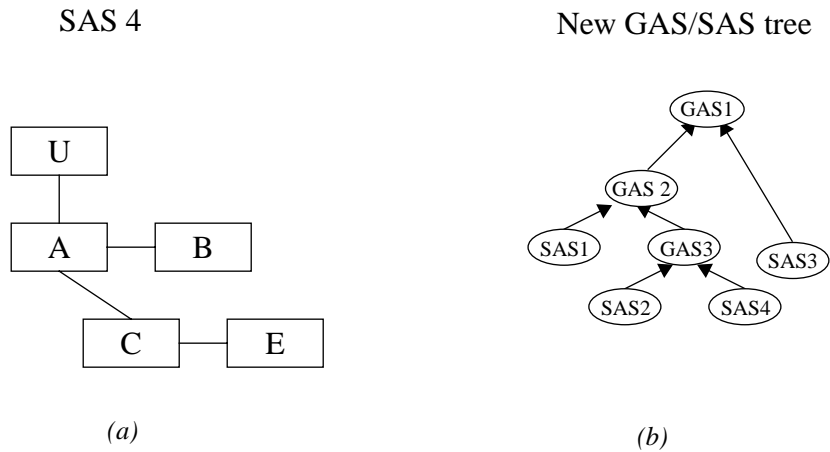 SAS 4
U
A
B
C
E
(a)
New GAS/SAS tree
GAS1
GAS 2
SAS1
GAS3
SAS3
SAS2
SAS4
(b)